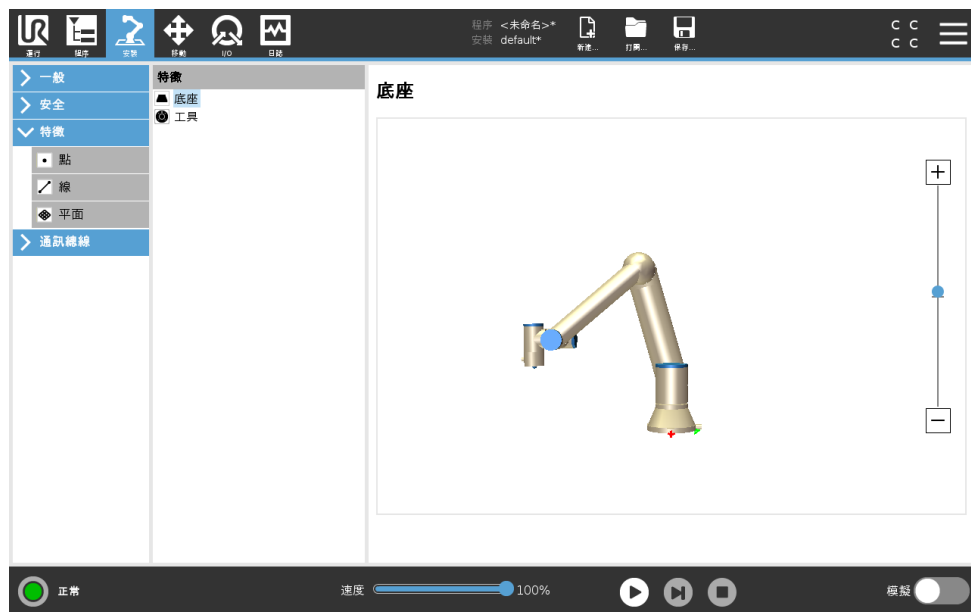 UR
運行 程序 安裝 移動 I/O 日誌
程序 <未命名>*
安裝 default*
新建... 打開... 保存...
C C
C C
一般
安全
特徵
點
線
平面
通訊總線
特徵
底座
工具
底座
正常
速度 100%
模擬